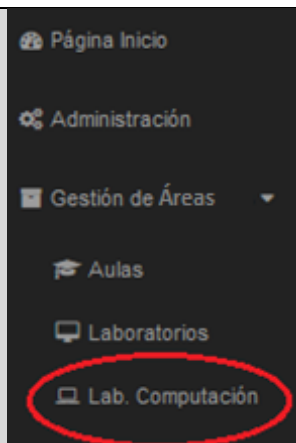 Página Inicio
Administración
Gestión de Áreas
Aulas
Laboratorios
Lab. Computación